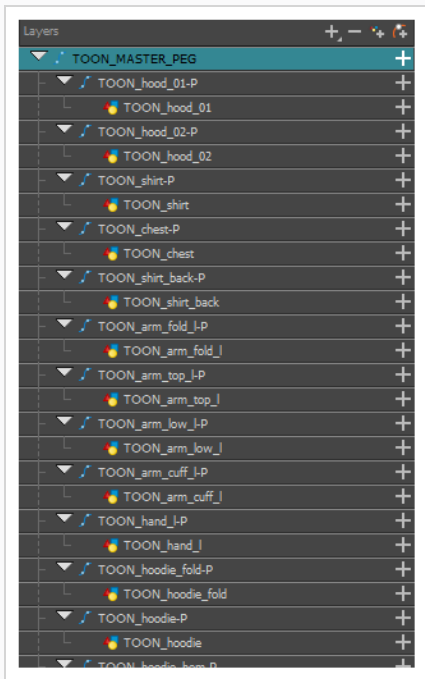 Layers
TOON_MASTER_PEG
TOON_hood_01-P
TOON_hood_01
TOON_hood_02-P
TOON_hood_02
TOON_shirt-P
TOON_shirt
TOON_chest-P
TOON_chest
TOON_shirt_back-P
TOON_shirt_back
TOON_arm_fold_l-P
TOON_arm_fold_l
TOON_arm_top_l-P
TOON_arm_top_l
TOON_arm_low_l-P
TOON_arm_low_l
TOON_arm_cuff_l-P
TOON_arm_cuff_l
TOON_hand_l-P
TOON_hand_l
TOON_hoodie_fold-P
TOON_hoodie_fold
TOON_hoodie-P
TOON_hoodie
TOON_hoodie_hem-P